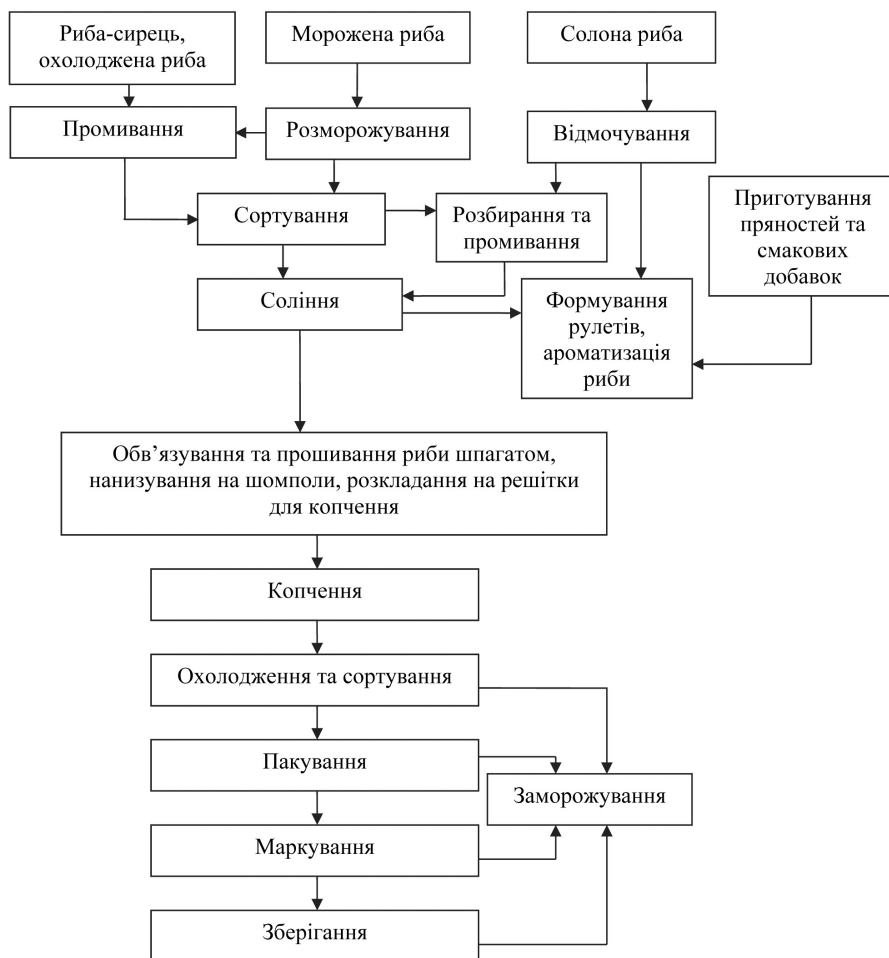 Риба-сирець,
охолоджена риба
Морожена риба
Солона риба
Промивання
Розморожування
Відмочування
Сортування
Розбирання та
промивання
Приготування
пряностей та
смакових
добавок
Соління
Формування
рулетів,
ароматизація
риби
Обв’язування та прошивання риби шпагатом,
нанизування на шомполи, розкладання на решітки
для копчення
Копчення
Охолодження та сортування
Пакування
Заморожування
Маркування
Зберігання